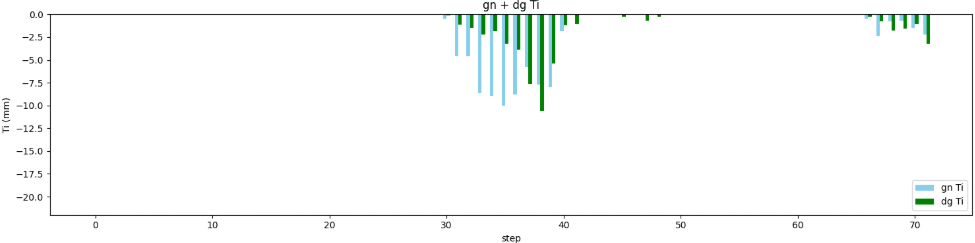 gn + dg Ti
0.0
−2.5
−5.0
−7.5
−10.0
−12.5
−15.0
−17.5
−20.0
Ti (mm)
gn Ti
dg Ti
0 10 20 30 40 50 60 70
step